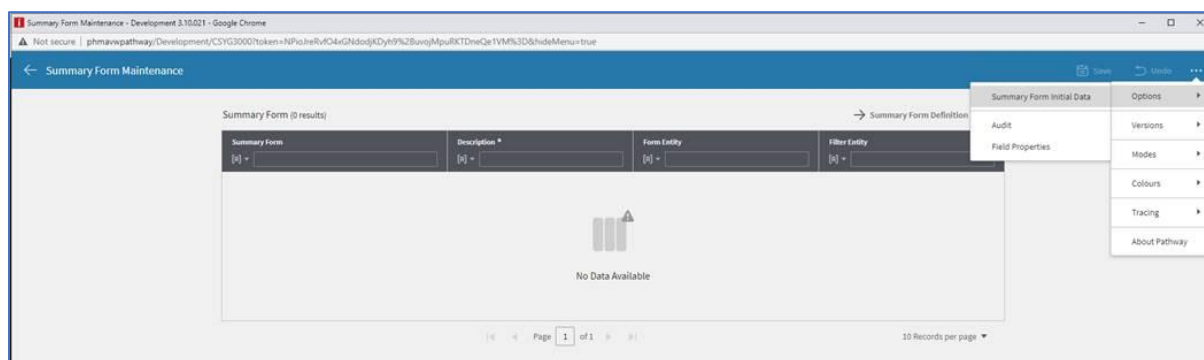 Summary Form Maintenance - Development 3.10.021 - Google Chrome
Not secure | phmavwpathway/Development/CSYG3000?token=NPioJreRvfO4xGNdodjKDyh9%2BuvojMpuRKTDneQe1VM%3D&hideMenu=true
Summary Form Maintenance Save Undo ...
Summary Form Initial Data Options
Summary Form (0 results) Summary Form Definition
Audit Versions
Summary Form Description * Form Entity Filter Entity
Field Properties Modes
[a] [a] [a] [a]
Colours
Tracing
About Pathway
No Data Available
Page 1 of 1 10 Records per page